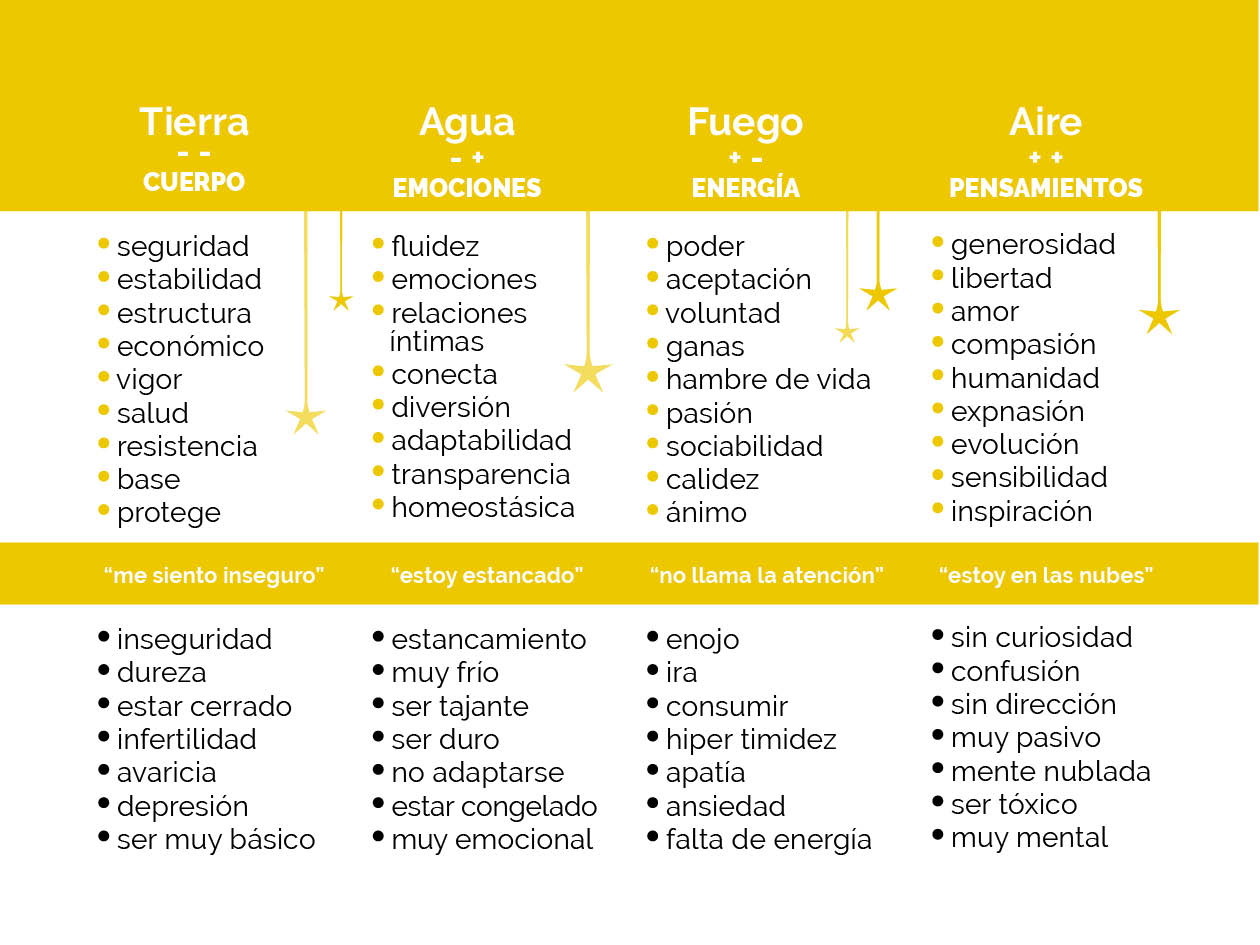 Tierra
- -
CUERPO
seguridad
estabilidad
estructura
económico
vigor
salud
resistencia
base
protege
"me siento inseguro"
inseguridad
dureza
estar cerrado
infertilidad
avaricia
depresión
ser muy básico
Agua
- +
EMOCIONES
fluidez
emociones
relaciones
íntimas
conecta
diversión
adaptabilidad
transparencia
homeostásica
"estoy estancado"
estancamiento
muy frío
ser tajante
ser duro
no adaptarse
estar congelado
muy emocional
Fuego
+ -
ENERGÍA
poder
aceptación
voluntad
ganas
hambre de vida
pasión
sociabilidad
calidez
ánimo
"no llama la atención"
enojo
ira
consumir
hiper timidez
apatía
ansiedad
falta de energía
Aire
+ +
PENSAMIENTOS
generosidad
libertad
amor
compasión
humanidad
expnasión
evolución
sensibilidad
inspiración
"estoy en las nubes"
sin curiosidad
confusión
sin dirección
muy pasivo
mente nublada
ser tóxico
muy mental